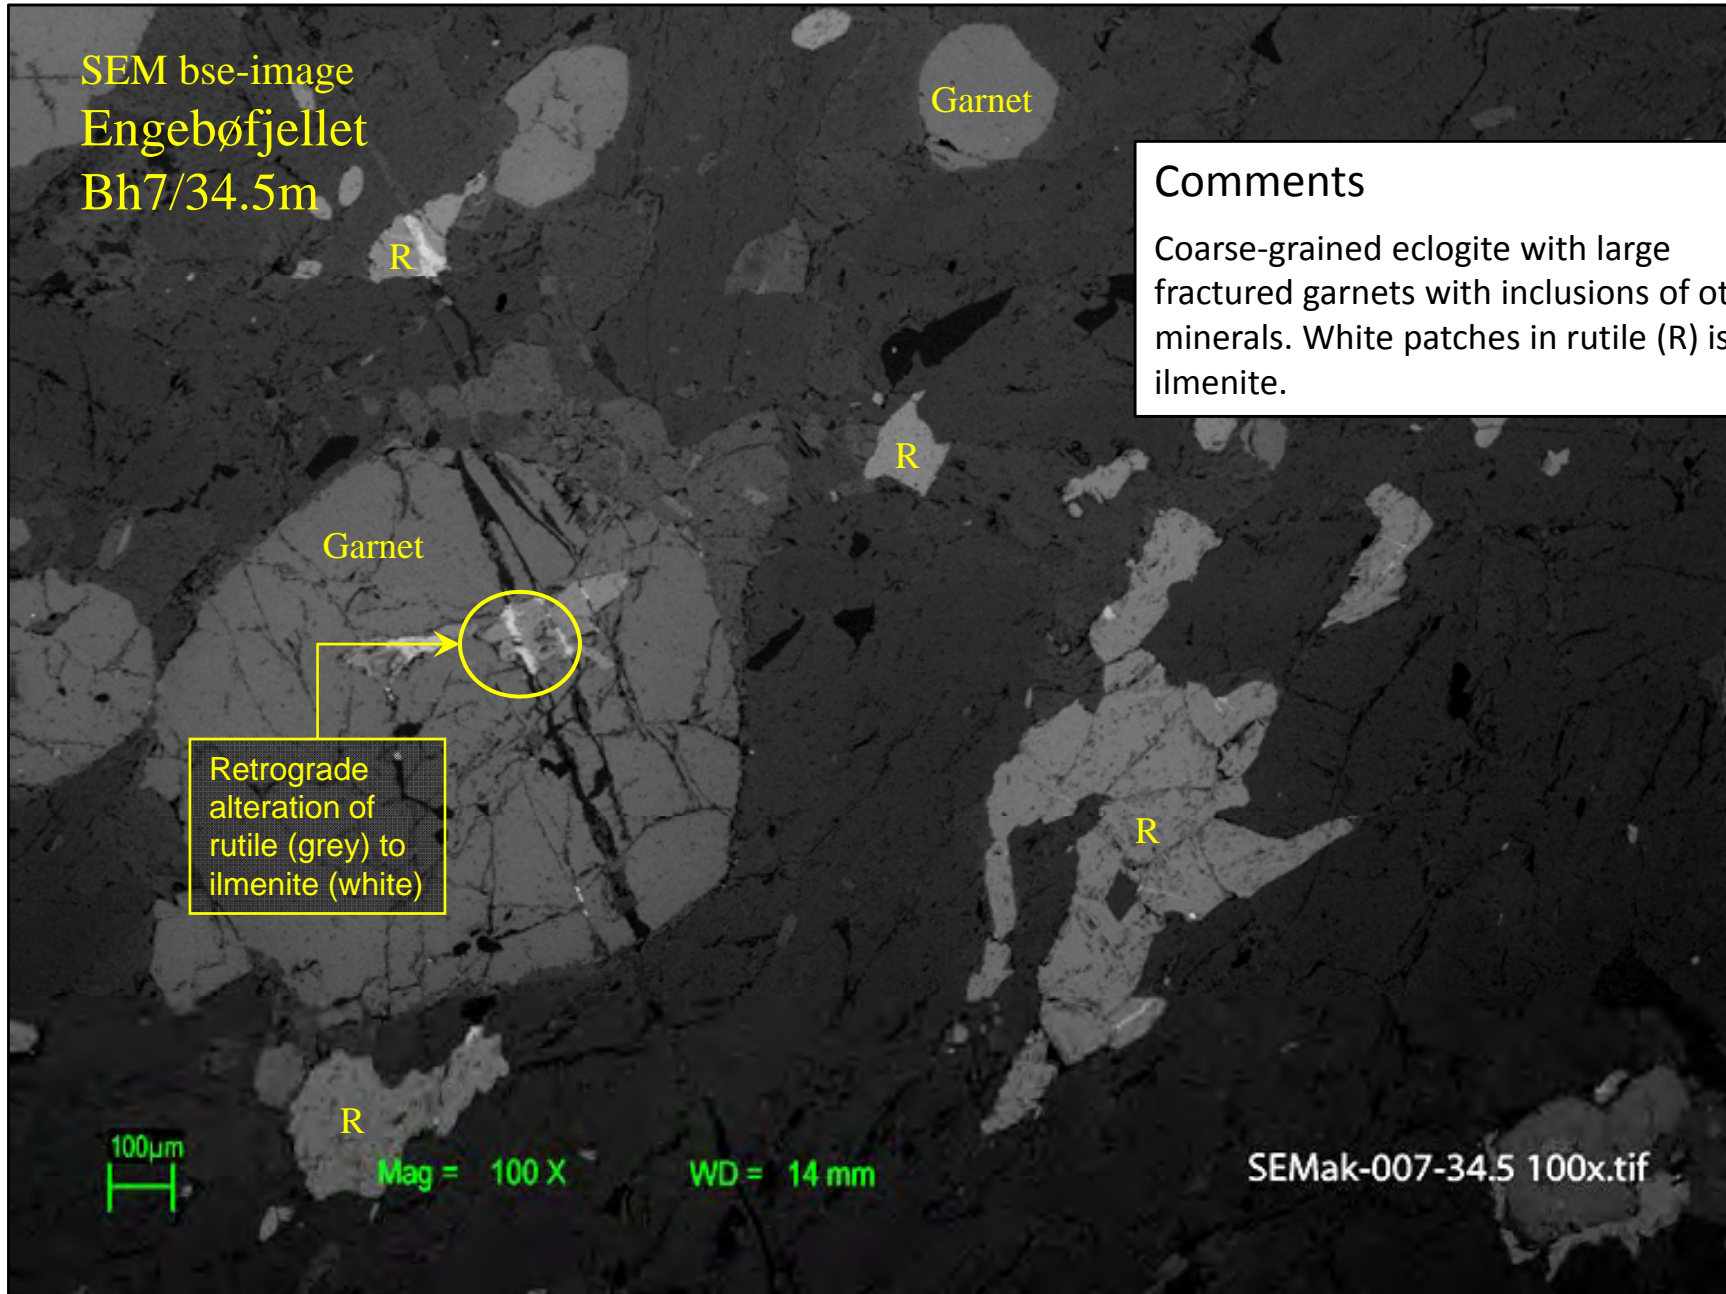 SEM bse-image
Engebøfjellet
Bh7/34.5m
Garnet
Comments
Coarse-grained eclogite with large
fractured garnets with inclusions of
minerals. White patches in rutile (R) is
ilmenite.
R
R
Garnet
Retrograde
alteration of
rutile (grey) to
ilmenite (white)
R
R
100µm
Mag = 100 X
WD = 14 mm
SEMak-007-34.5 100x.tif